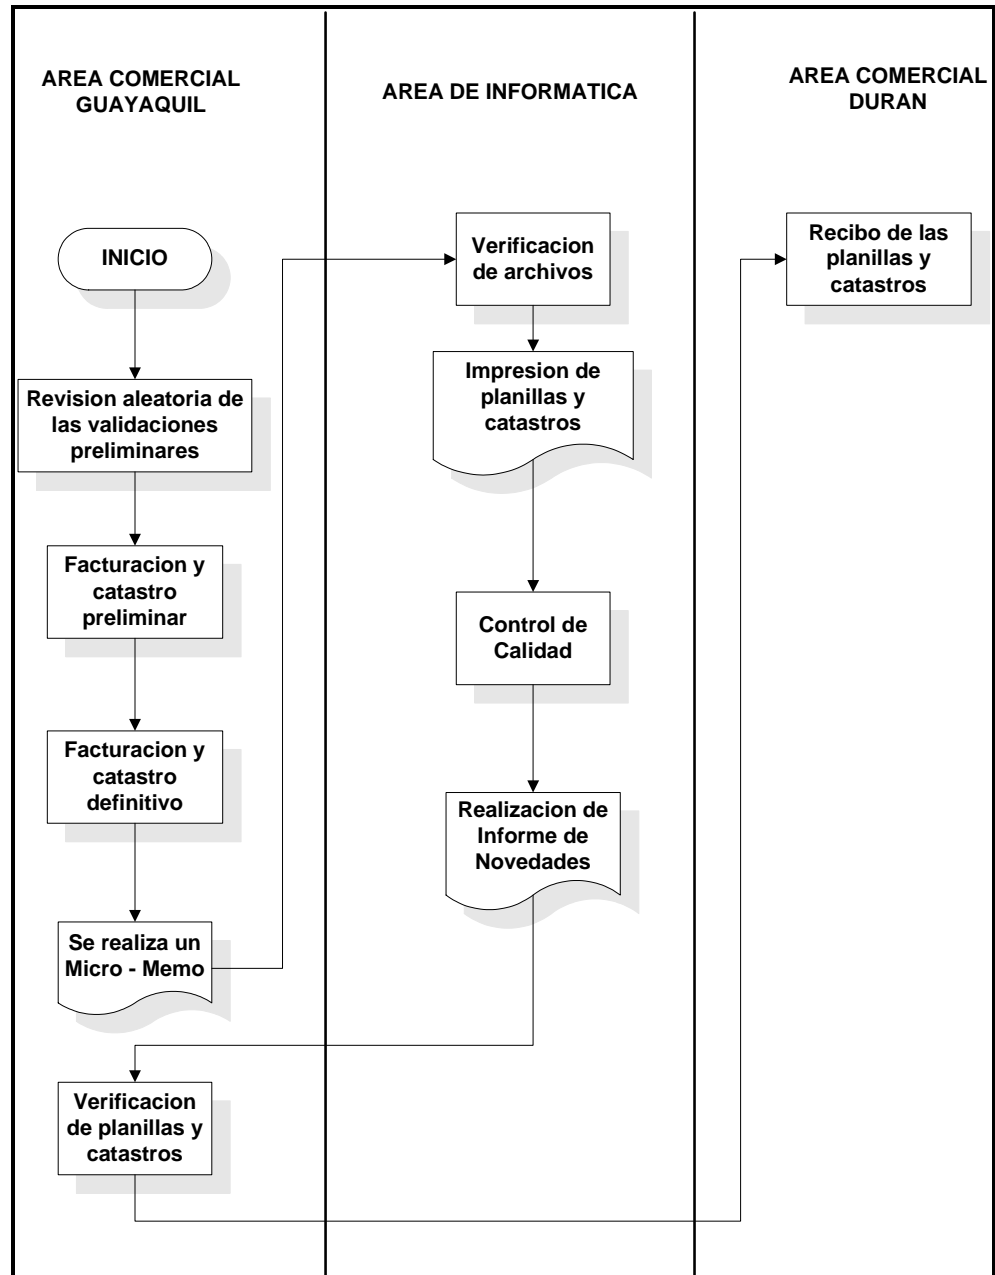 AREA COMERCIAL
GUAYAQUIL
AREA DE INFORMATICA
AREA COMERCIAL
DURAN
INICIO
Revision aleatoria de
las validaciones
preliminares
Facturacion y
catastro
preliminar
Facturacion y
catastro
definitivo
Se realiza un
Micro - Memo
Verificacion
de archivos
Impresion de
planillas y
catastros
Control de
Calidad
Realizacion de
Informe de
Novedades
Verificacion
de planillas y
catastros
Recibo de las
planillas y
catastros